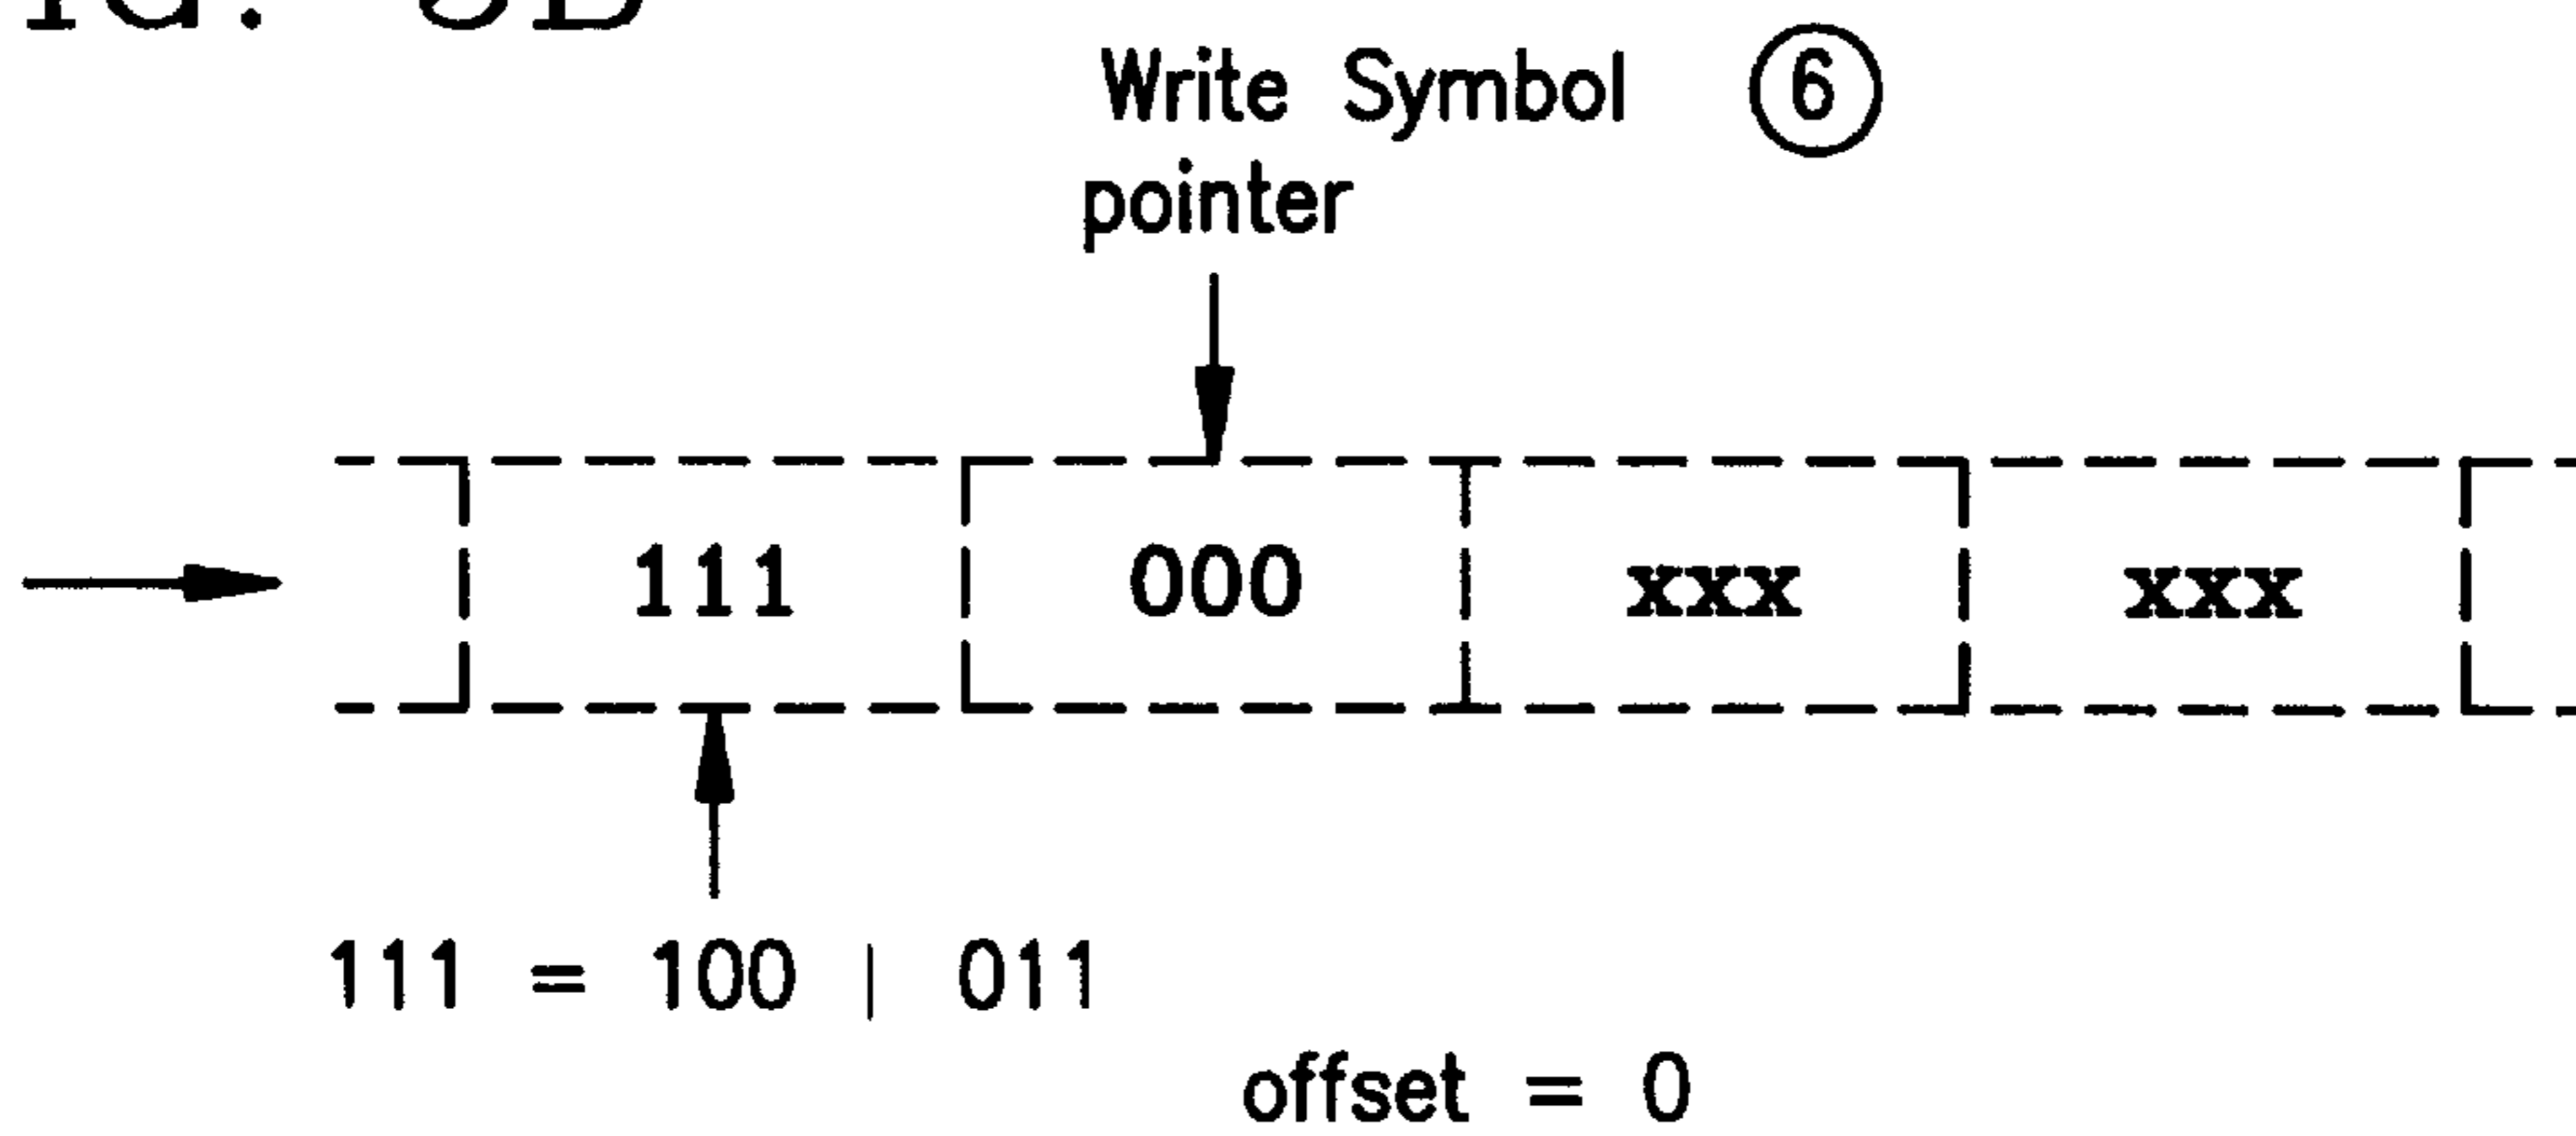 Write Symbol 6
pointer
111 000 xxx xxx
111 = 100 | 011
offset = 0